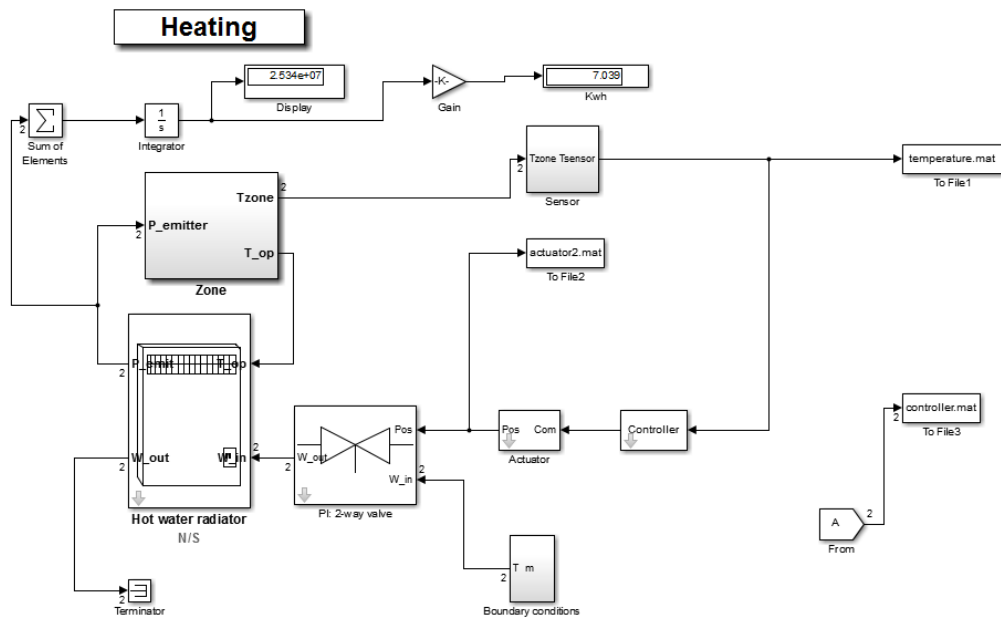 Heating
2.534e+07
Display
-K-
Gain
7.039
Kwh
2
Sum of
Elements
1
s
Integrator
Tzone
2
P_emitter
2
T_op
Zone
2
Tzone Tsensor
Sensor
temperature.mat
To File1
actuator2.mat
To File2
P_emit
T_op
2
W_out
W_in
2
2
Hot water radiator
N/S
Pos
W_out
2
W_in
2
PI: 2-way valve
Pos
Com
Actuator
Controller
controller.mat
2
To File3
A
2
From
T m
2
Boundary conditions
2
Terminator